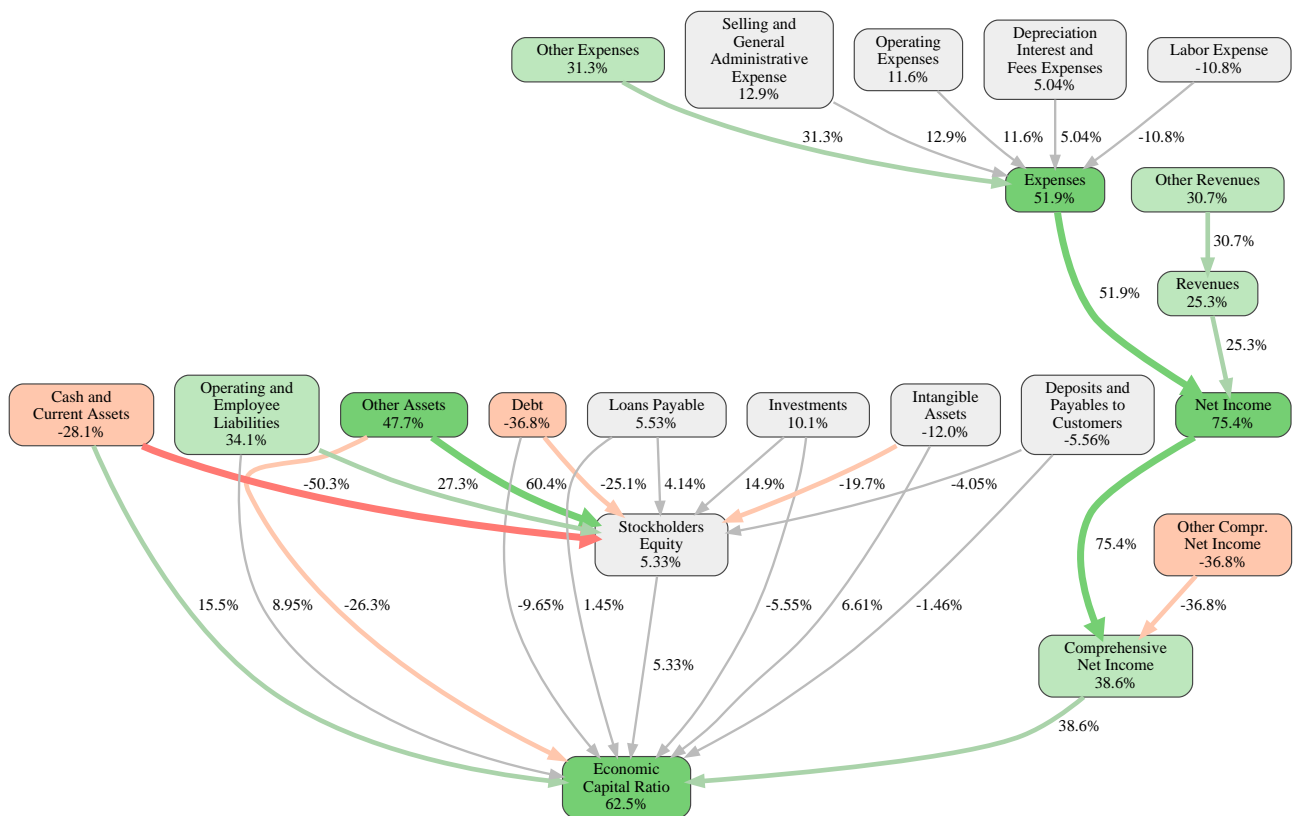 Selling and
General
Administrative
Expense
12.9%
Other Expenses
31.3%
Operating
Expenses
11.6%
Depreciation
Interest and
Fees Expenses
5.04%
Labor Expense
-10.8%
31.3%
12.9%
11.6%
5.04%
-10.8%
Expenses
51.9%
Other Revenues
30.7%
30.7%
51.9%
Revenues
25.3%
25.3%
Cash and
Current Assets
-28.1%
Operating and
Employee
Liabilities
34.1%
Other Assets
47.7%
Debt
-36.8%
Loans Payable
5.53%
Investments
10.1%
Intangible
Assets
-12.0%
Deposits and
Payables to
Customers
-5.56%
Net Income
75.4%
-50.3%
27.3%
60.4%
-25.1%
4.14%
14.9%
-19.7%
-4.05%
Stockholders
Equity
5.33%
75.4%
Other Compr.
Net Income
-36.8%
15.5%
8.95%
-26.3%
-9.65%
1.45%
-5.55%
6.61%
-1.46%
-36.8%
5.33%
Comprehensive
Net Income
38.6%
38.6%
Economic
Capital Ratio
62.5%